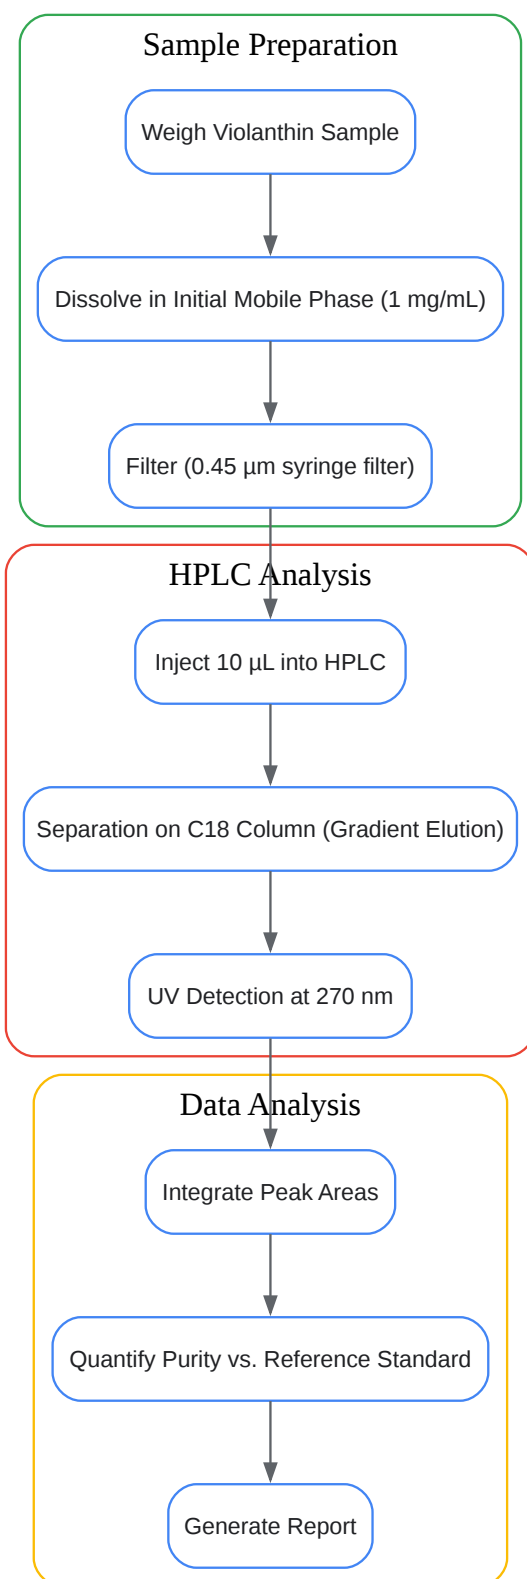 Sample Preparation
Weigh Violanthin Sample
Dissolve in Initial Mobile Phase (1 mg/mL)
Filter (0.45 µm syringe filter)
HPLC Analysis
Inject 10 µL into HPLC
Separation on C18 Column (Gradient Elution)
UV Detection at 270 nm
Data Analysis
Integrate Peak Areas
Quantify Purity vs. Reference Standard
Generate Report